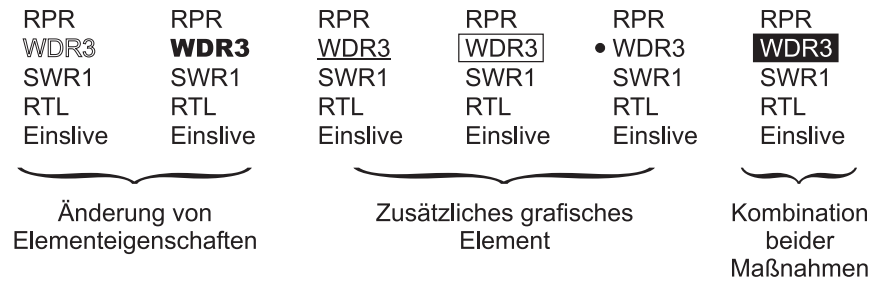 RPR RPR RPR RPR RPR RPR
WDR3 WDR3 WDR3 WDR3 • WDR3 WDR3
SWR1 SWR1 SWR1 SWR1 SWR1 SWR1
RTL RTL RTL RTL RTL RTL
Einslive Einslive Einslive Einslive Einslive Einslive
Änderung von Zusätzliches grafisches Kombination
Elementeigenschaften Element beider
Maßnahmen